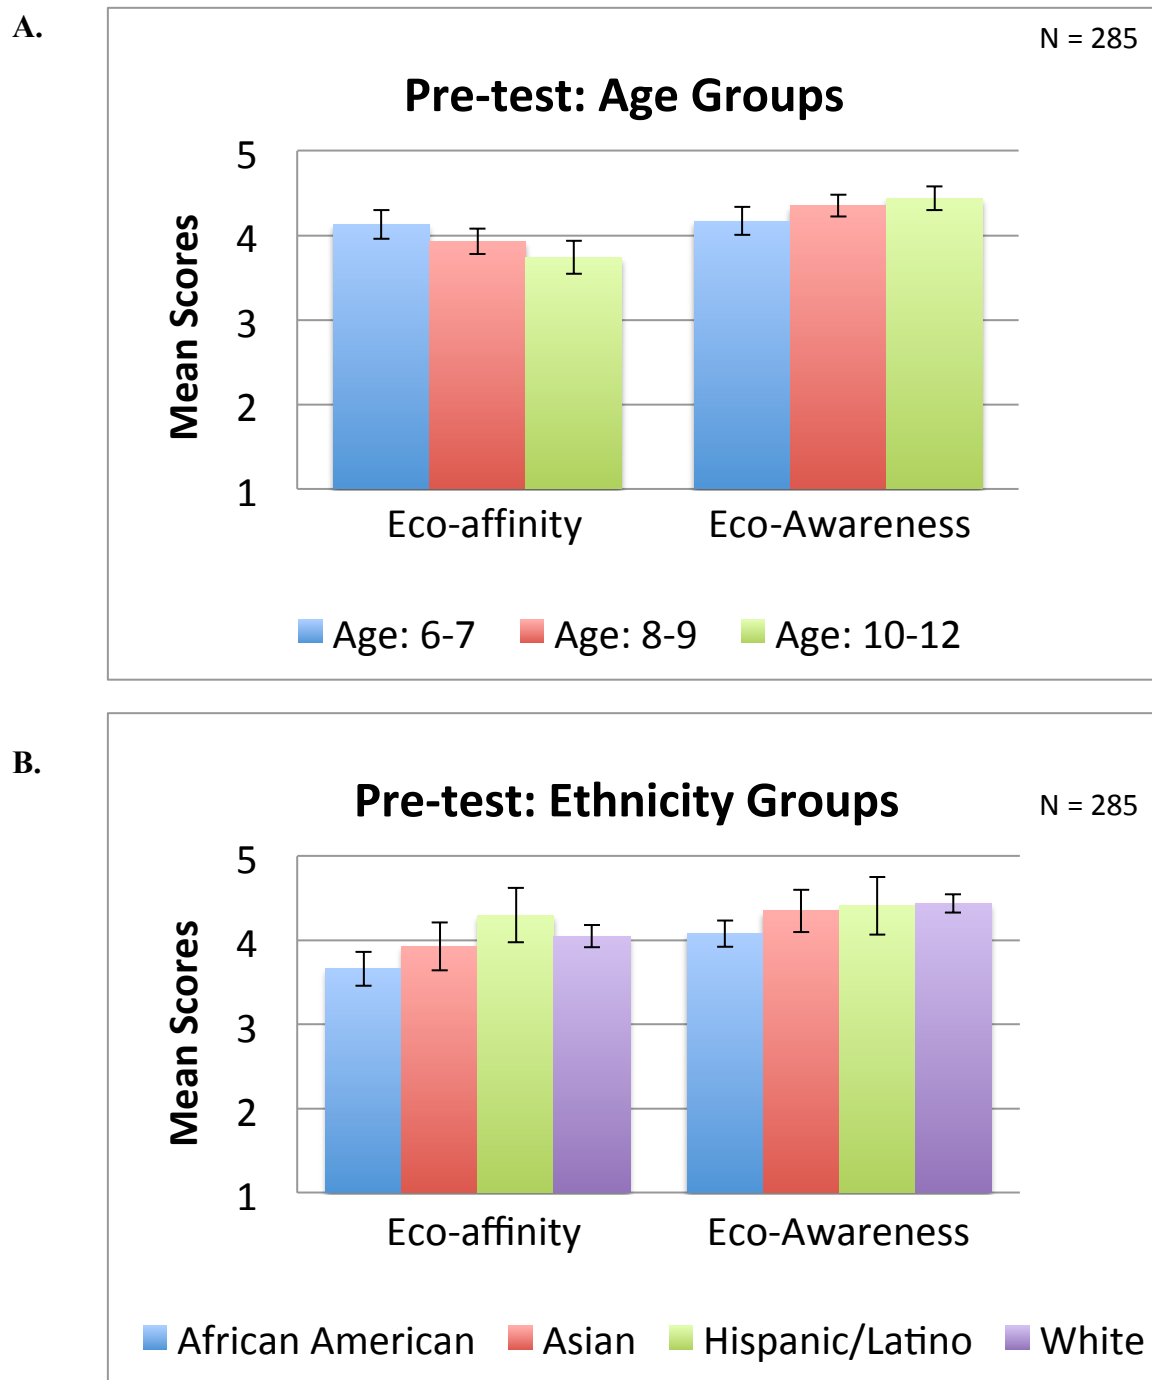 A.
N = 285
Pre-test: Age Groups
5
4
3
2
1
Mean Scores
Eco-affinity Eco-Awareness
Age: 6-7 Age: 8-9 Age: 10-12
B.
Pre-test: Ethnicity Groups
N = 285
5
4
3
2
1
Mean Scores
Eco-affinity Eco-Awareness
African American Asian Hispanic/Latino White